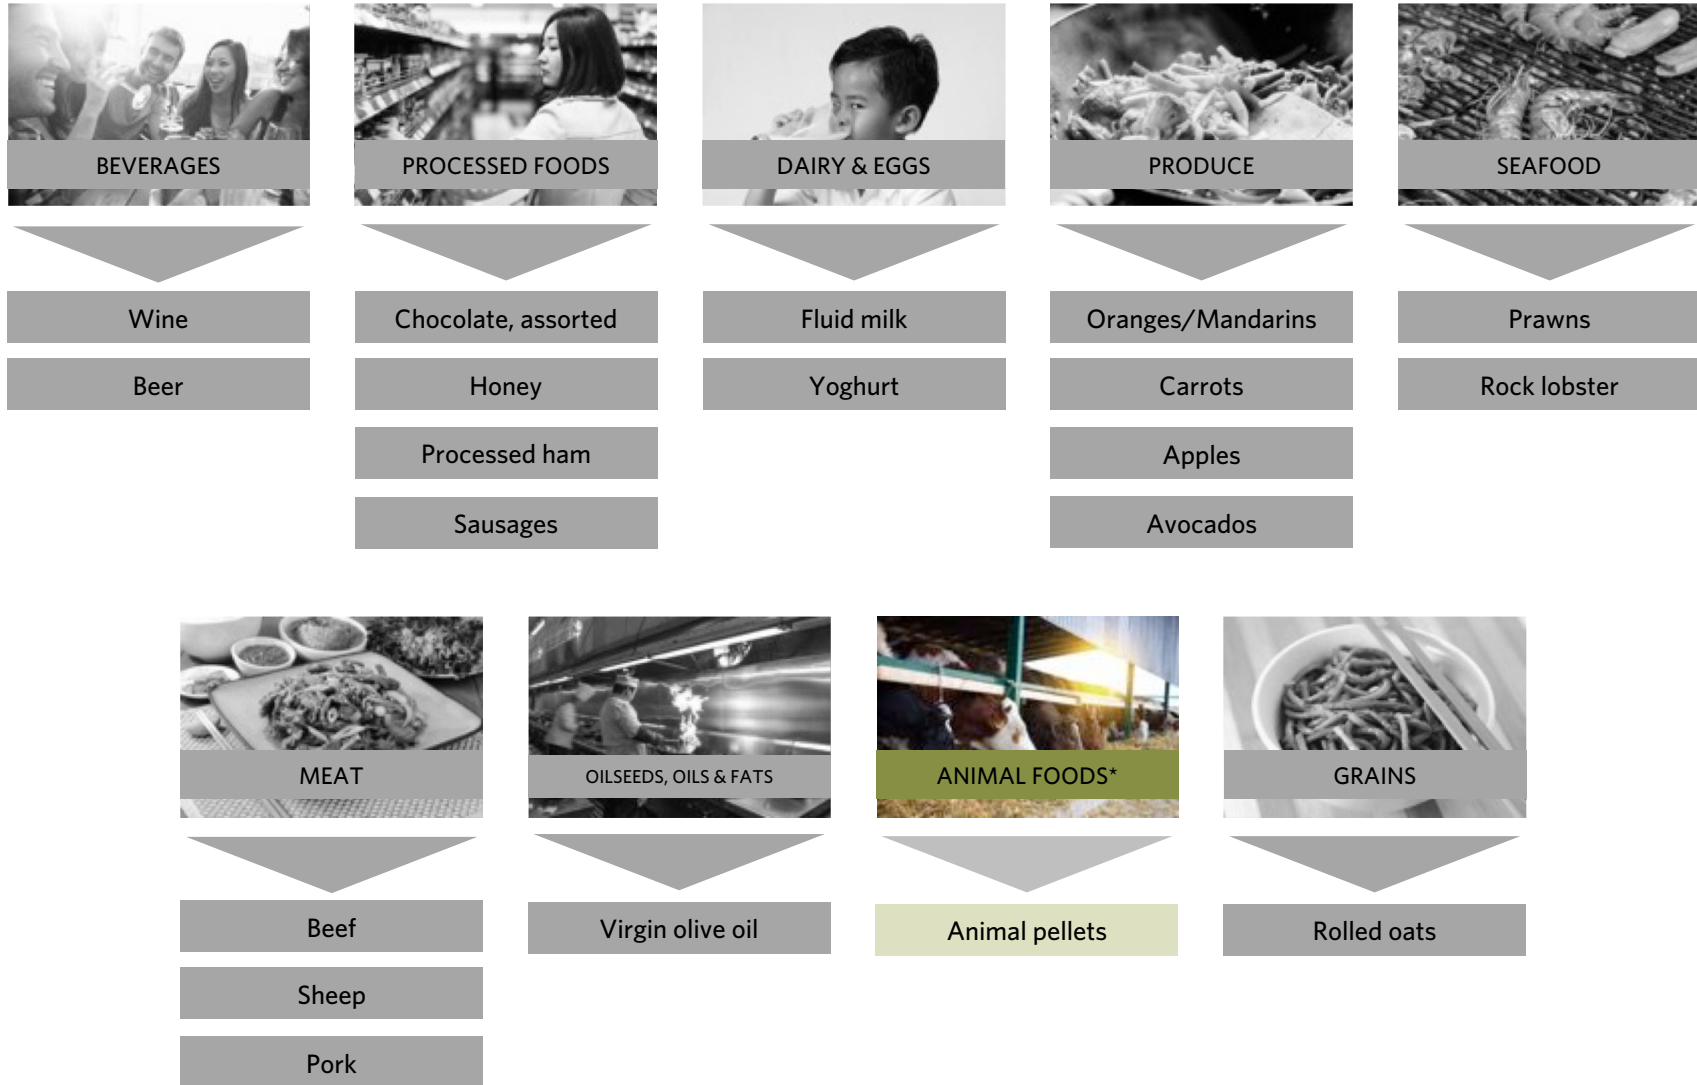 BEVERAGES
PROCESSED FOODS
DAIRY & EGGS
PRODUCE
SEAFOOD
Wine
Chocolate, assorted
Fluid milk
Oranges/Mandarins
Prawns
Beer
Honey
Yoghurt
Carrots
Rock lobster
Processed ham
Apples
Sausages
Avocados
MEAT
OILSEEDS, OILS & FATS
ANIMAL FOODS*
GRAINS
Beef
Virgin olive oil
Animal pellets
Rolled oats
Sheep
Pork